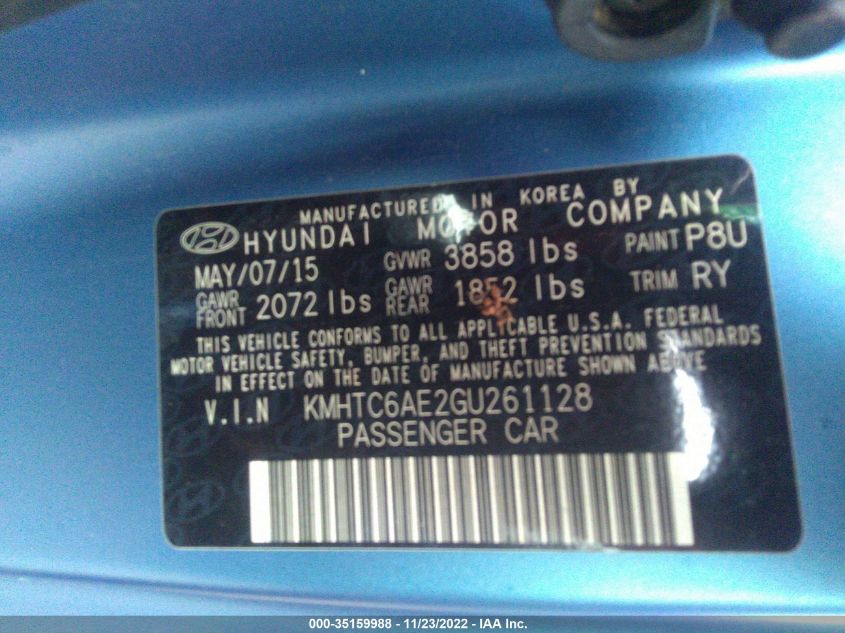 MANUFACTURED IN KOREA BY
HYUNDAI MOTOR COMPANY
MAY/07/15 GVWR 3858 lbs PAINT P8U
GAWR FRONT 2072 lbs GAWR REAR 1852 lbs TRIM RY
THIS VEHICLE CONFORMS TO ALL APPLICABLE U.S.A. FEDERAL
MOTOR VEHICLE SAFETY, BUMPER, AND THEFT PREVENTION STANDARDS
IN EFFECT ON THE DATE OF MANUFACTURE SHOWN ABOVE
V.I.N KMHTC6AE2GU261128
PASSENGER CAR
000-35159988 - 11/23/2022 - IAA Inc.